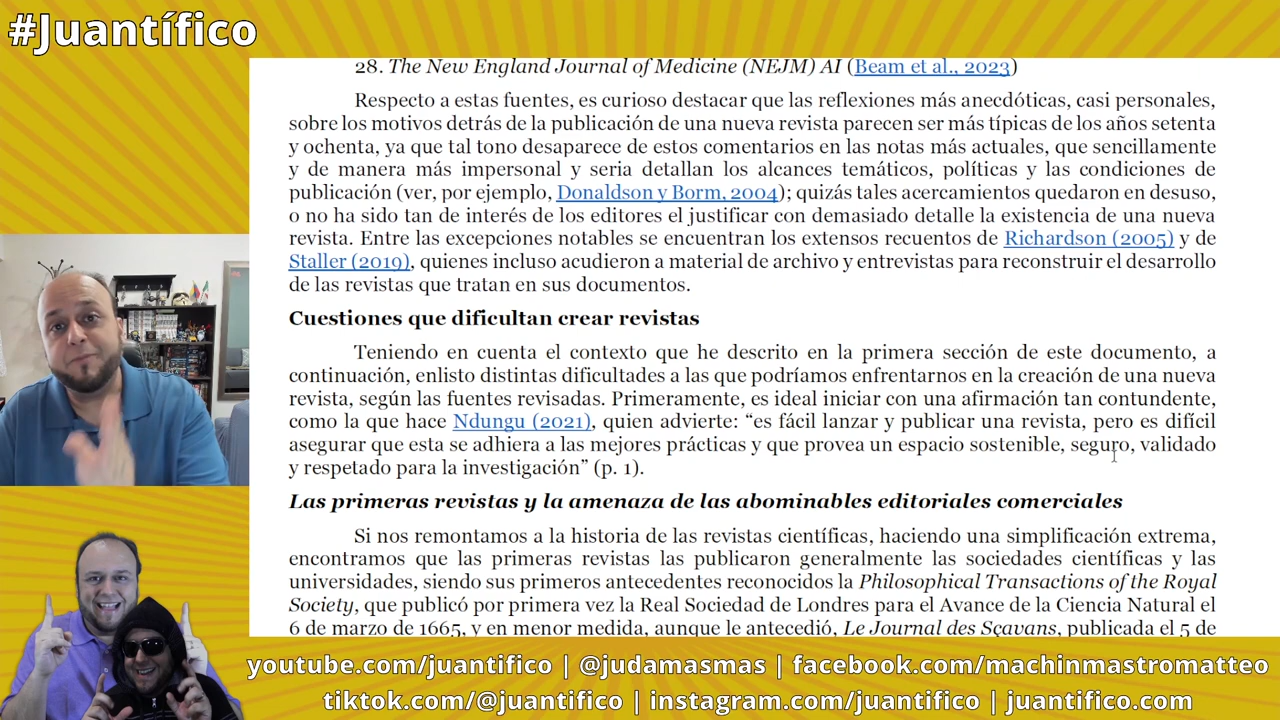 #Juantífico
28. The New England Journal of Medicine (NEJM) AI (Beam et al., 2023)
Respecto a estas fuentes, es curioso destacar que las reflexiones más anecdóticas, casi personales,
sobre los motivos detrás de la publicación de una nueva revista parecen ser más típicas de los años setenta
y ochenta, ya que tal tono desaparece de estos comentarios en las notas más actuales, que sencillamente
y de manera más impersonal y seria detallan los alcances temáticos, políticas y las condiciones de
publicación (ver, por ejemplo, Donaldson y Borm, 2004); quizás tales acercamientos quedaron en desuso,
o no ha sido tan de interés de los editores el justificar con demasiado detalle la existencia de una nueva
revista. Entre las excepciones notables se encuentran los extensos recuentos de Richardson (2005) y de
Staller (2019), quienes incluso acudieron a material de archivo y entrevistas para reconstruir el desarrollo
de las revistas que tratan en sus documentos.
Cuestiones que dificultan crear revistas
Teniendo en cuenta el contexto que he descrito en la primera sección de este documento, a
continuación, enlisto distintas dificultades a las que podríamos enfrentarnos en la creación de una nueva
revista, según las fuentes revisadas. Primeramente, es ideal iniciar con una afirmación tan contundente,
como la que hace Ndungu (2021), quien advierte: “es fácil lanzar y publicar una revista, pero es difícil
asegurar que esta se adhiera a las mejores prácticas y que provea un espacio sostenible, seguro, validado
y respetado para la investigación” (p. 1).
Las primeras revistas y la amenaza de las abominables editoriales comerciales
Si nos remontamos a la historia de las revistas científicas, haciendo una simplificación extrema,
encontramos que las primeras revistas las publicaron generalmente las sociedades científicas y las
universidades, siendo sus primeros antecedentes reconocidos la Philosophical Transactions of the Royal
Society, que publicó por primera vez la Real Sociedad de Londres para el Avance de la Ciencia Natural el
6 de marzo de 1665, y en menor medida, aunque le antecedió, Le Journal des Sçavans, publicada el 5 de
youtube.com/juantifico | @judamasmas | facebook.com/machinmastromatteo
tiktok.com/@juantifico | instagram.com/juantifico | juantifico.com